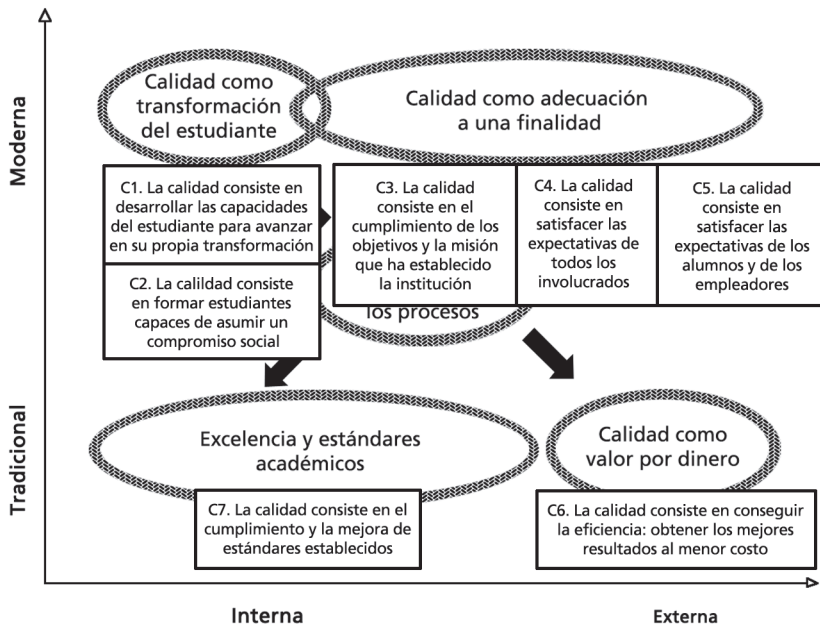 Moderna
Tradicional
Calidad como
transformación
del estudiante
Calidad como adecuación
a una finalidad
C1. La calidad consiste en
desarrollar las capacidades
del estudiante para avanzar
en su propia transformación
C2. La calildad consiste
en formar estudiantes
capaces de asumir un
compromiso social
C3. La calidad
consiste en el
cumplimiento de los
objetivos y la misión
que ha establecido
la institución
C4. La calidad
consiste en
satisfacer las
expectativas de
todos los
involucrados
C5. La calidad
consiste en
satisfacer las
expectativas de los
alumnos y de los
empleadores
los procesos
Excelencia y estándares
académicos
C7. La calidad consiste en el
cumplimiento y la mejora de
estándares establecidos
Calidad como
valor por dinero
C6. La calidad consiste en conseguir
la eficiencia: obtener los mejores
resultados al menor costo
Interna
Externa